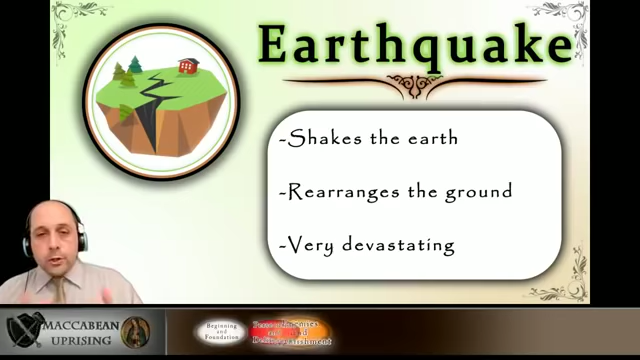 Earthquake
-Shakes the earth
-Rearranges the ground
-Very devastating
MACCABEAN
UPRISING
Beginning
and
Foundation